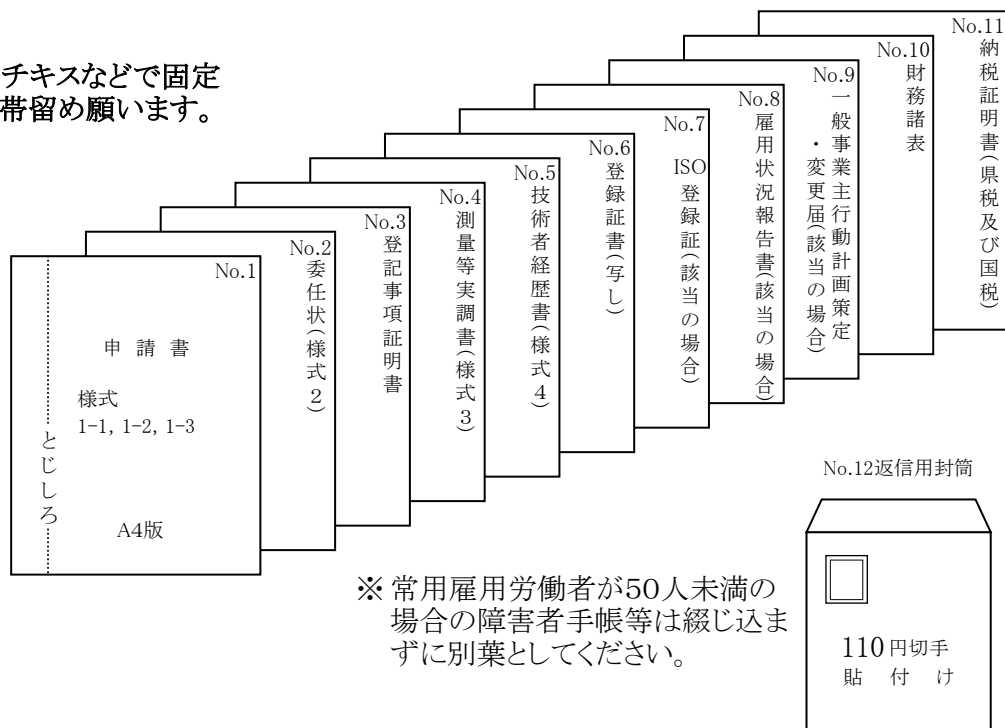 チキスなどで固定
帯留め願います。
No.1
申請書
様式
1-1, 1-2, 1-3
とじしろ
A4版
No.2
委任状(様式2)
No.3
登記事項証明書
No.4
測量等実調書(様式3)
No.5
技術者経歴書(様式4)
No.6
登録証書(写し)
No.7
ISO登録証(該当の場合)
No.8
雇用状況報告書(該当の場合)
No.9
一般事業主行動計画策定
・変更届(該当の場合)
No.10
財務諸表
No.11
納税証明書(県税及び国税)
※常用雇用労働者が50人未満の
場合の障害者手帳等は綴じ込ま
ずに別葉としてください。
No.12返信用封筒
110円切手
貼付け